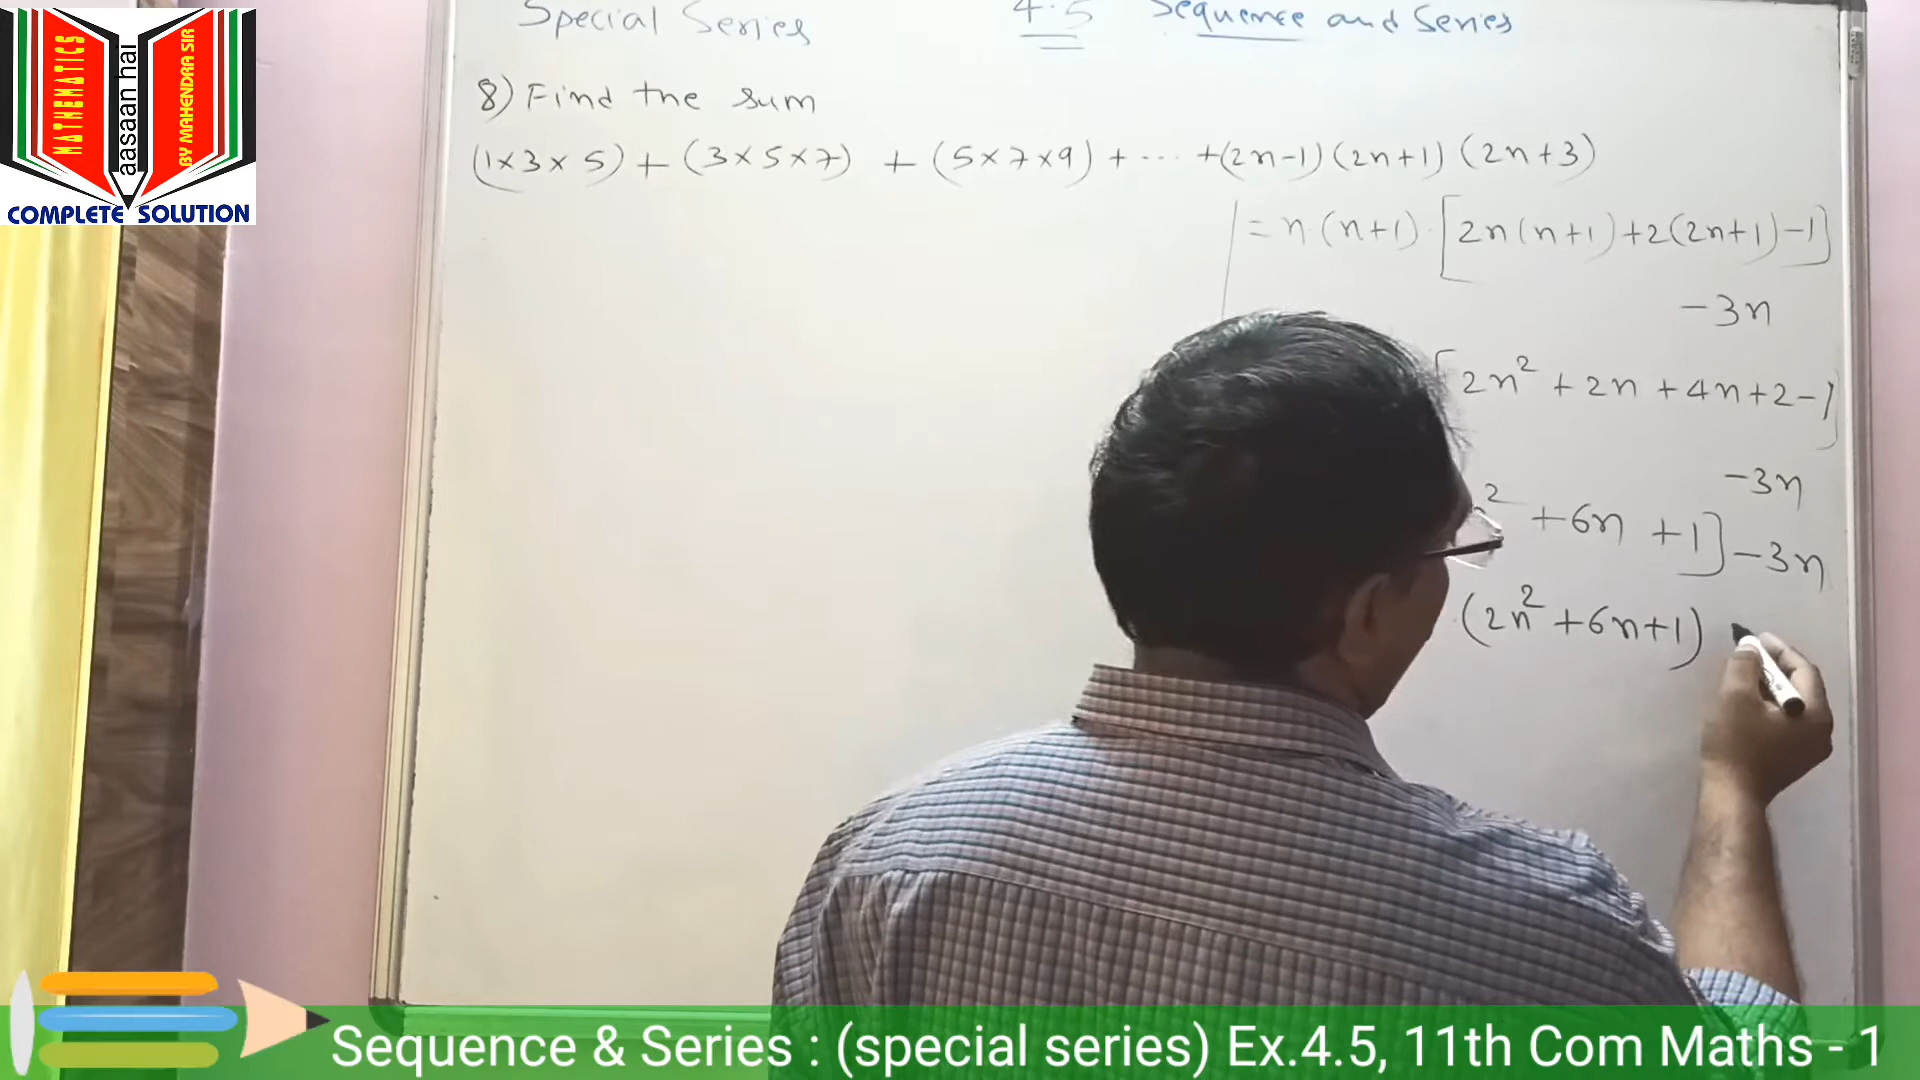 MATHEMATICS
aasaan hai
BY MAHENDRA SIR
COMPLETE SOLUTION
Special Series 4.5 Sequence and Series
8) Find the sum
(1×3×5) + (3×5×7) + (5×7×9) + ... + (2n-1)(2n+1)(2n+3)
= n.(n+1).[2n(n+1)+2(2n+1)-1]
-3n
[2n² + 2n + 4n+2-1]
-3n
² +6n +1] -3n
(2n² +6n+1)
Sequence & Series : (special series) Ex.4.5, 11th Com Maths - 1